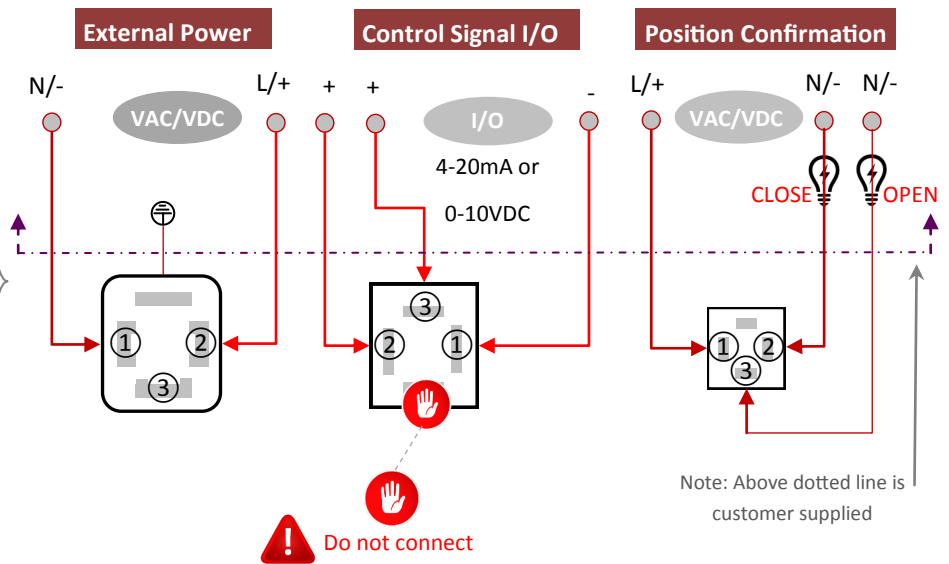 External Power
Control Signal I/O
Position Confirmation
N/-
L/+
+
+
-
L/+
N/-
N/-
VAC/VDC
I/O
VAC/VDC
4-20mA or
0-10VDC
CLOSE
OPEN
1
2
3
3
2
1
1
2
3
Note: Above dotted line is
customer supplied
! Do not connect